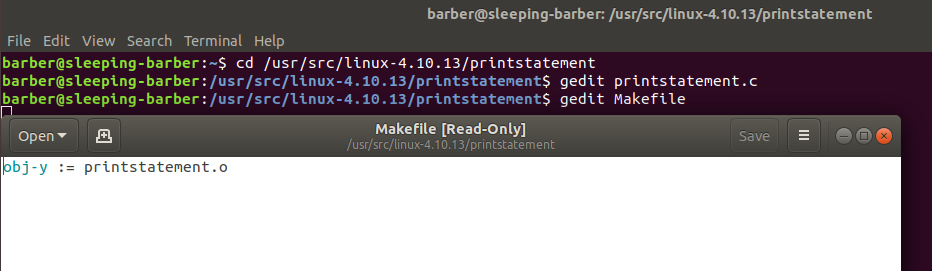 barber@sleeping-barber: /usr/src/linux-4.10.13/printstatement
File Edit View Search Terminal Help
barber@sleeping-barber:~$ cd /usr/src/linux-4.10.13/printstatement
barber@sleeping-barber:/usr/src/linux-4.10.13/printstatement$ gedit printstatement.c
barber@sleeping-barber:/usr/src/linux-4.10.13/printstatement$ gedit Makefile
Open
Makefile [Read-Only]
/usr/src/linux-4.10.13/printstatement
Save
obj-y := printstatement.o